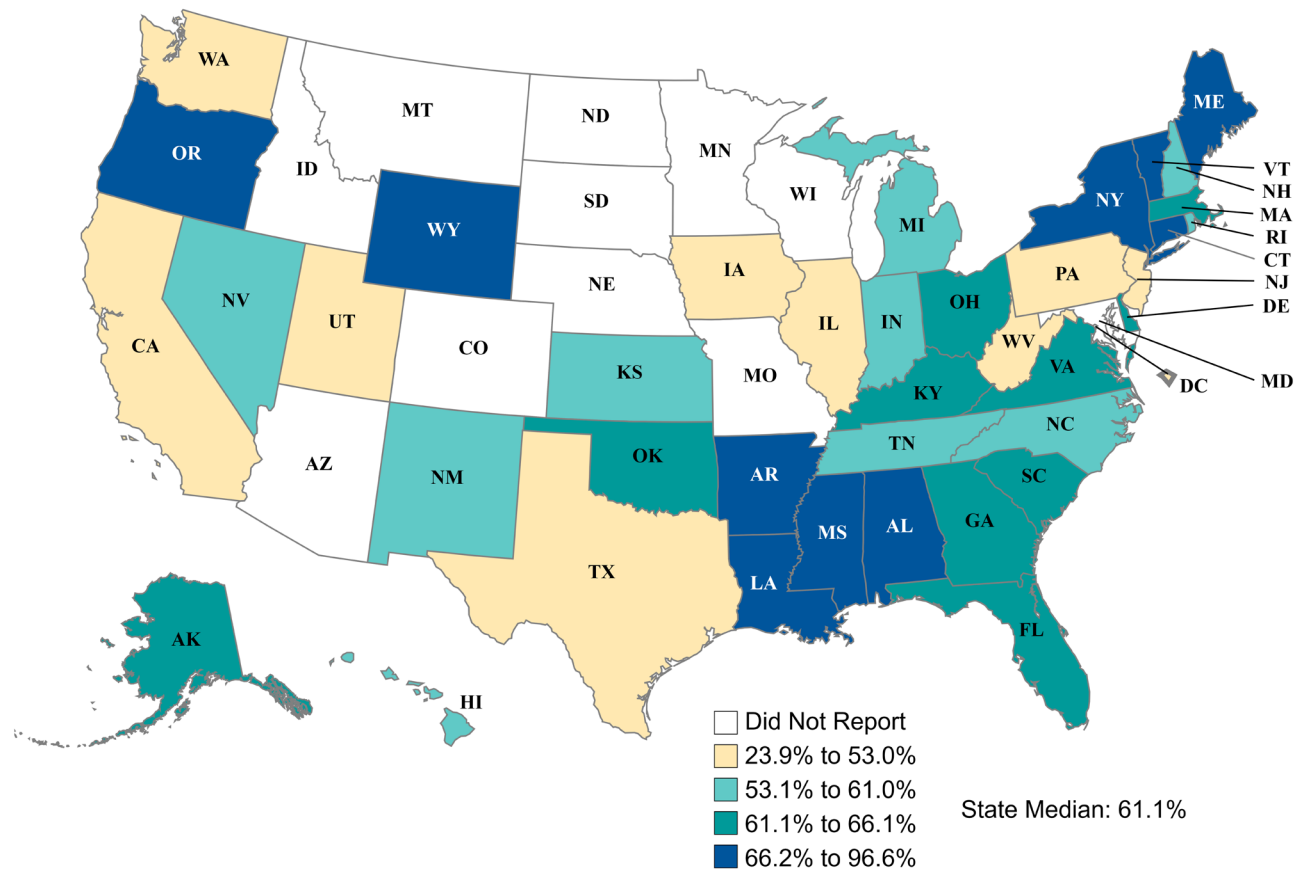 WA
MT
ND
MN
ME
OR
ID
SD
WI
MI
NY
VT
NH
MA
RI
CT
NJ
DE
MD
DC
WY
NE
IA
PA
NV
UT
CO
IL
IN
OH
WV
VA
CA
KS
MO
KY
AZ
NM
OK
AR
TN
NC
SC
MS
AL
GA
TX
LA
FL
AK
HI
Did Not Report
23.9% to 53.0%
53.1% to 61.0%
61.1% to 66.1%
66.2% to 96.6%
State Median: 61.1%